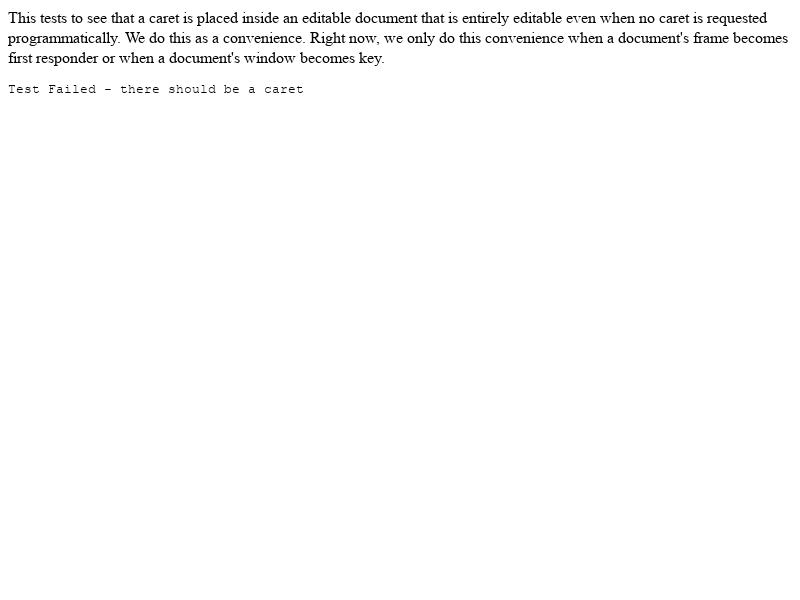 This tests to see that a caret is placed inside an editable document that is entirely editable even when no caret is requested
programmatically. We do this as a convenience. Right now, we only do this convenience when a document's frame becomes
first responder or when a document's window becomes key.
Test Failed - there should be a caret